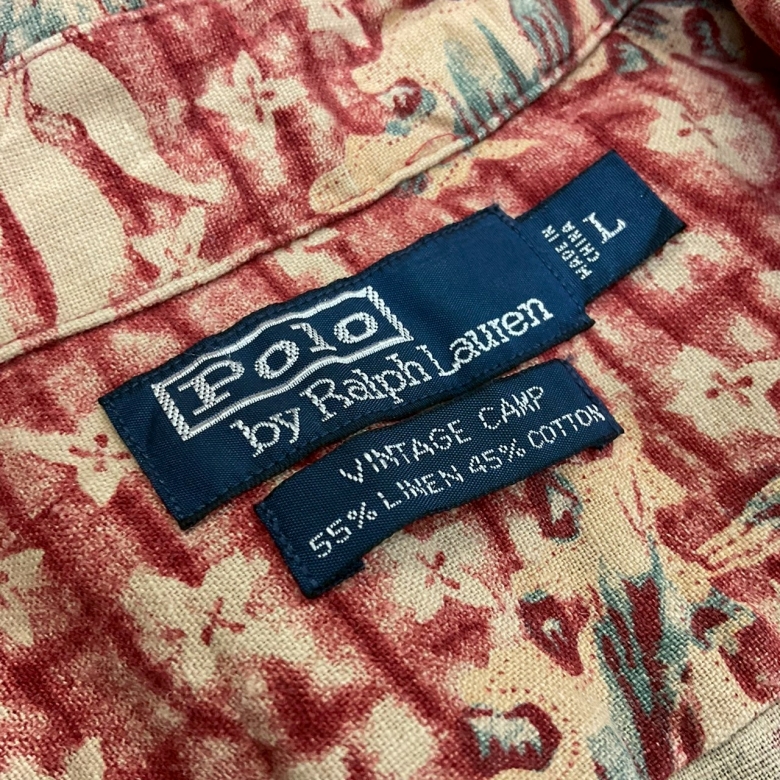 Polo
by Ralph Lauren
MADE IN
CHINA
L
VINTAGE CAMP
55% LINEN 45% COTTON